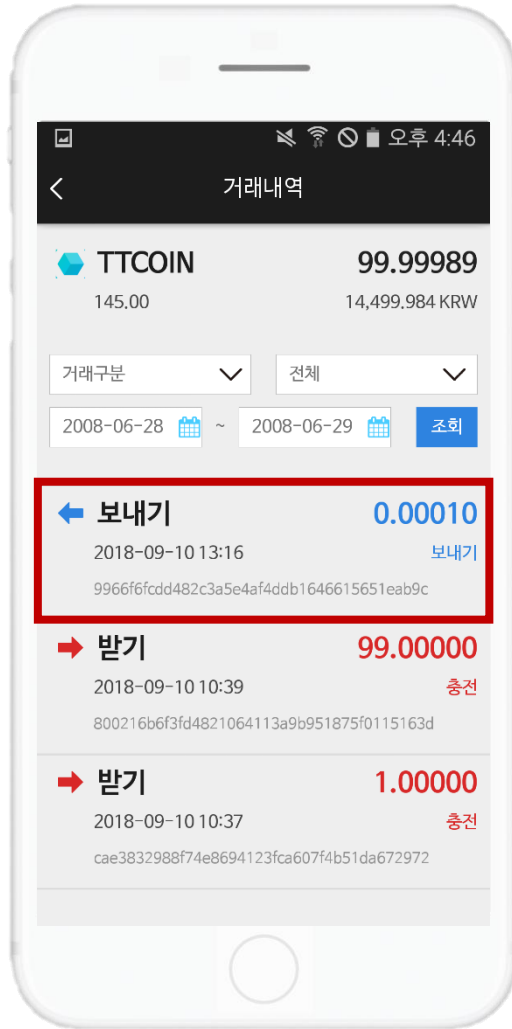 오후 4:46
거래내역
TTCOIN 99.99989
145.00 14,499.984 KRW
거래구분 전체
2008-06-28 ~ 2008-06-29 조회
보내기 0.00010
2018-09-10 13:16 보내기
9966f6fcdd482c3a5e4af4ddb1646615651eab9c
받기 99.00000
2018-09-10 10:39 충전
800216b6f3fd4821064113a9b951875f0115163d
받기 1.00000
2018-09-10 10:37 충전
cae3832988f74e8694123fca607f4b51da672972